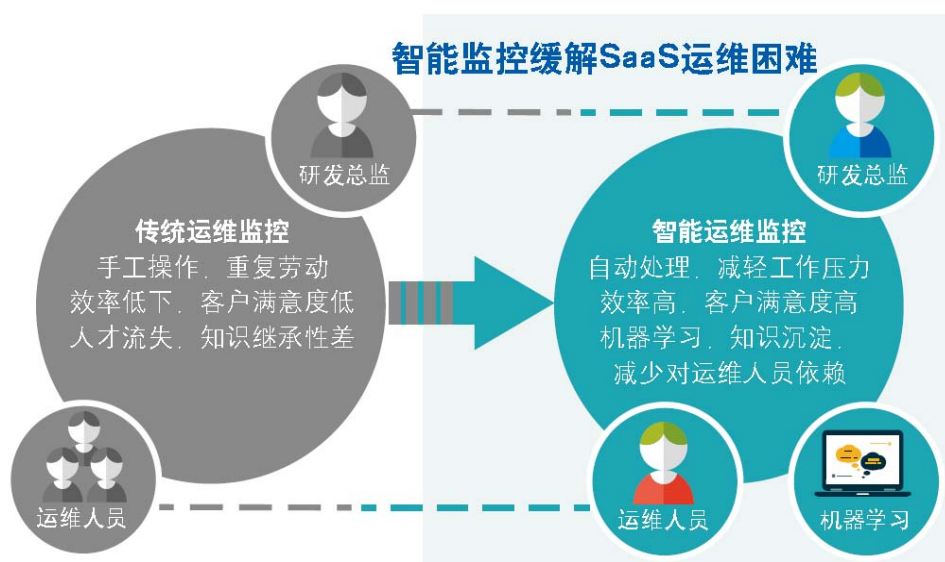 智能监控缓解SaaS运维困难
研发总监
传统运维监控
手工操作、重复劳动
效率低下、客户满意度低
人才流失、知识继承性差
运维人员
研发总监
智能运维监控
自动处理、减轻工作压力
效率高、客户满意度高
机器学习、知识沉淀、
减少对运维人员依赖
运维人员
机器学习